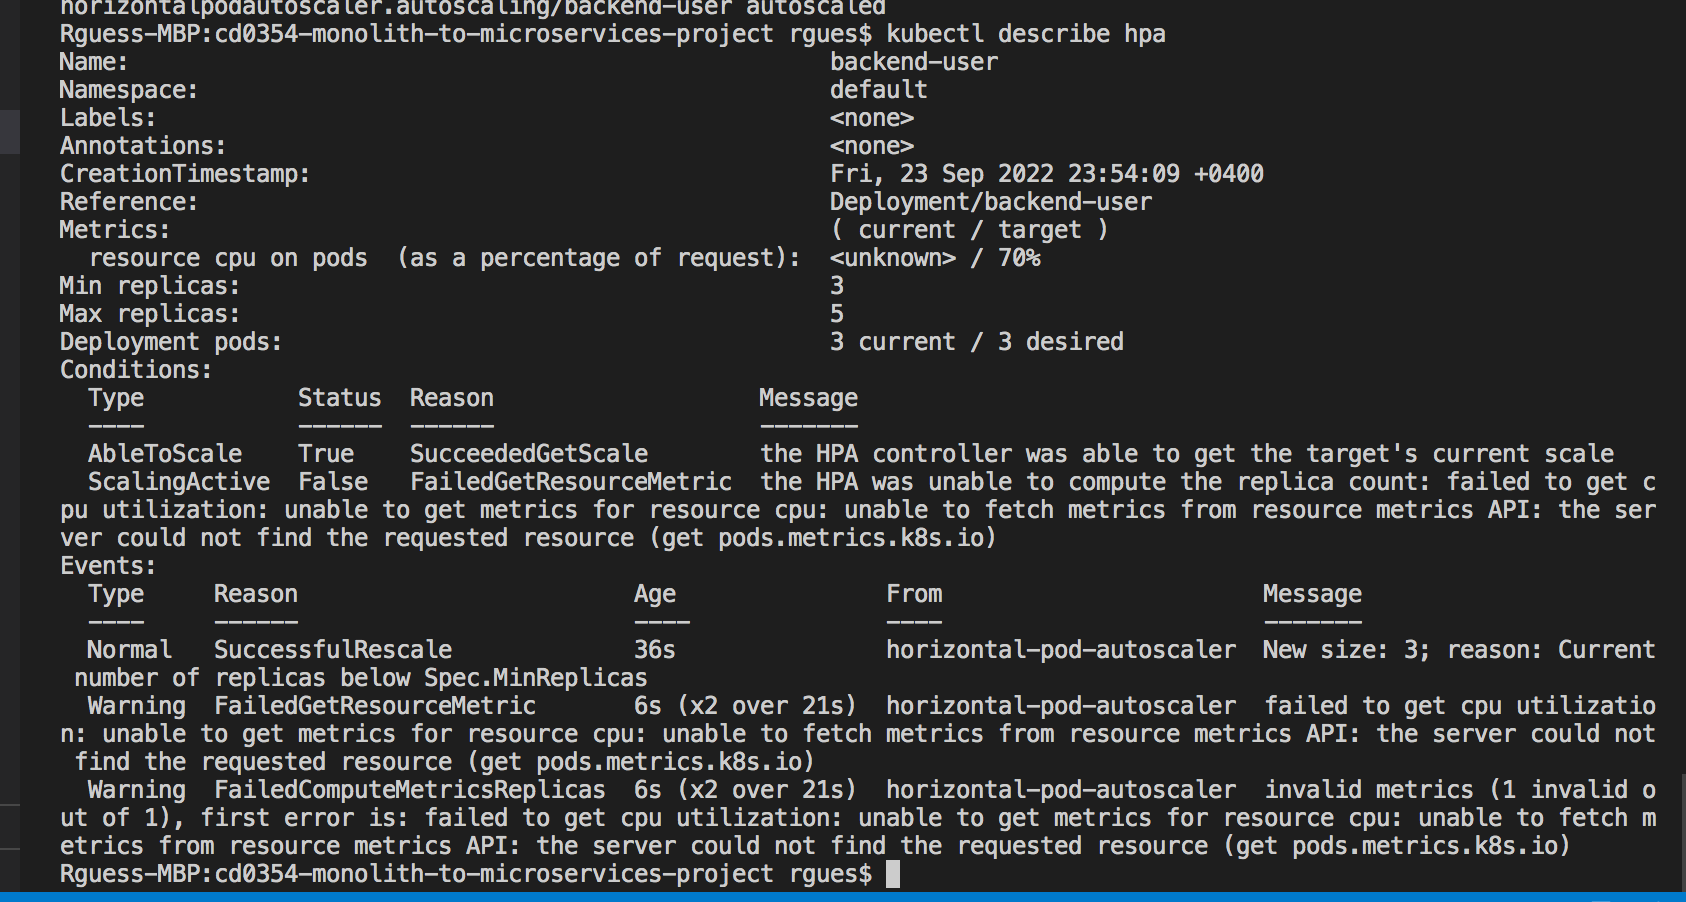 horizontalpodautoscaler.autoscaling/backend-user autoscaled
Rguess-MBP:cd0354-monolith-to-microservices-project rgues$ kubectl describe hpa
Name:                                                  backend-user
Namespace:                                             default
Labels:                                                <none>
Annotations:                                           <none>
CreationTimestamp:                                     Fri, 23 Sep 2022 23:54:09 +0400
Reference:                                             Deployment/backend-user
Metrics:                                               ( current / target )
  resource cpu on pods  (as a percentage of request):  <unknown> / 70%
Min replicas:                                          3
Max replicas:                                          5
Deployment pods:                                       3 current / 3 desired
Conditions:
  Type           Status  Reason                   Message
  ----           ------  ------                   -------
  AbleToScale    True    SucceededGetScale        the HPA controller was able to get the target's current scale
  ScalingActive  False   FailedGetResourceMetric  the HPA was unable to compute the replica count: failed to get c
pu utilization: unable to get metrics for resource cpu: unable to fetch metrics from resource metrics API: the ser
ver could not find the requested resource (get pods.metrics.k8s.io)
Events:
  Type     Reason                        Age               From                       Message
  ----     ------                        ----              ----                       -------
  Normal   SuccessfulRescale             36s               horizontal-pod-autoscaler  New size: 3; reason: Current
 number of replicas below Spec.MinReplicas
  Warning  FailedGetResourceMetric       6s (x2 over 21s)  horizontal-pod-autoscaler  failed to get cpu utilizatio
n: unable to get metrics for resource cpu: unable to fetch metrics from resource metrics API: the server could not
 find the requested resource (get pods.metrics.k8s.io)
  Warning  FailedComputeMetricsReplicas  6s (x2 over 21s)  horizontal-pod-autoscaler  invalid metrics (1 invalid o
ut of 1), first error is: failed to get cpu utilization: unable to get metrics for resource cpu: unable to fetch m
etrics from resource metrics API: the server could not find the requested resource (get pods.metrics.k8s.io)
Rguess-MBP:cd0354-monolith-to-microservices-project rgues$